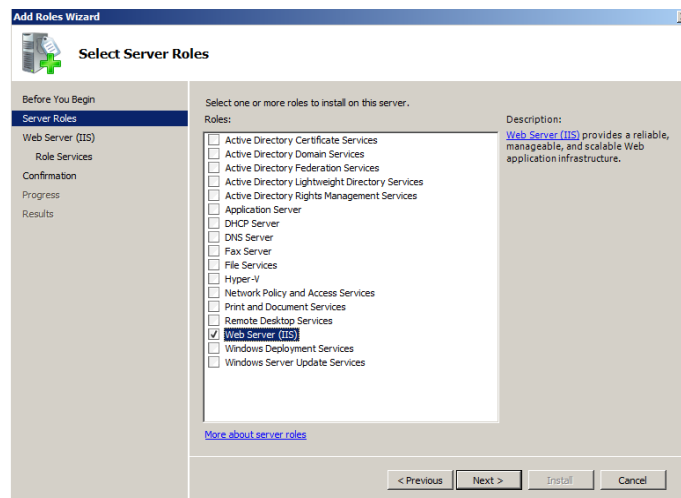 Add Roles Wizard
Select Server Roles
Before You Begin
Server Roles
Web Server (IIS)
Role Services
Confirmation
Progress
Results
Select one or more roles to install on this server.
Roles:
Active Directory Certificate Services
Active Directory Domain Services
Active Directory Federation Services
Active Directory Lightweight Directory Services
Active Directory Rights Management Services
Application Server
DHCP Server
DNS Server
Fax Server
File Services
Hyper-V
Network Policy and Access Services
Print and Document Services
Remote Desktop Services
Web Server (IIS)
Windows Deployment Services
Windows Server Update Services
More about server roles
Description:
Web Server (IIS) provides a reliable,
manageable, and scalable Web
application infrastructure.
< Previous
Next >
Install
Cancel